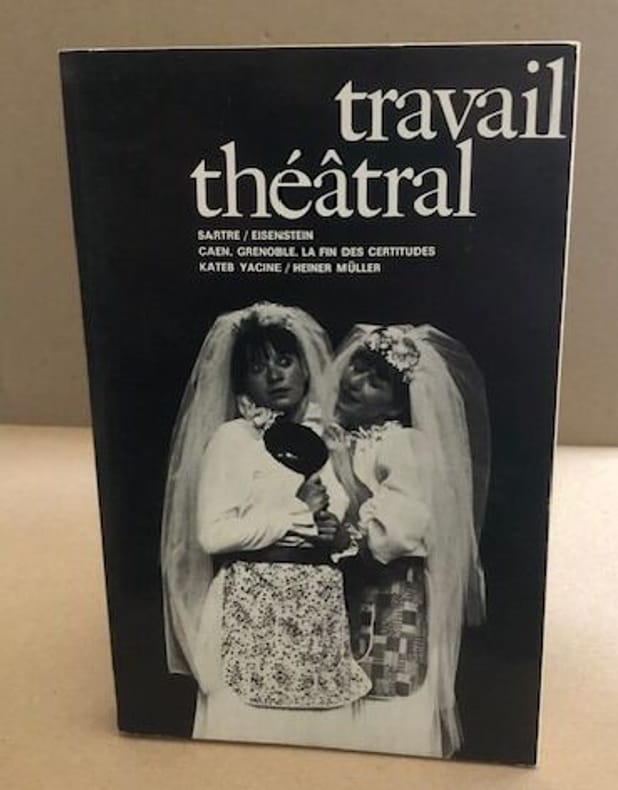 travail
théâtral
SARTRE / EISENSTEIN
CAEN. GRENOBLE. LA FIN DES CERTITUDES
KATEB YACINE / HEINER MÜLLER